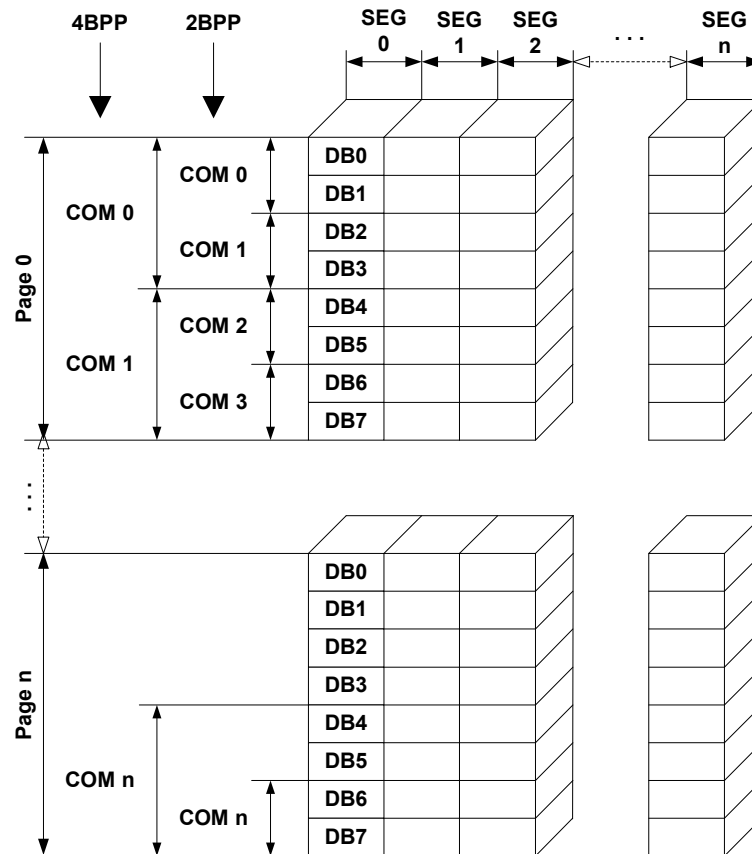 4BPP 2BPP SEG 0 SEG 1 SEG 2 . . . SEG n
Page 0
COM 0
COM 1
COM 0
COM 1
COM 2
COM 3
DB0
DB1
DB2
DB3
DB4
DB5
DB6
DB7
. . .
Page n
COM n
COM n
DB0
DB1
DB2
DB3
DB4
DB5
DB6
DB7